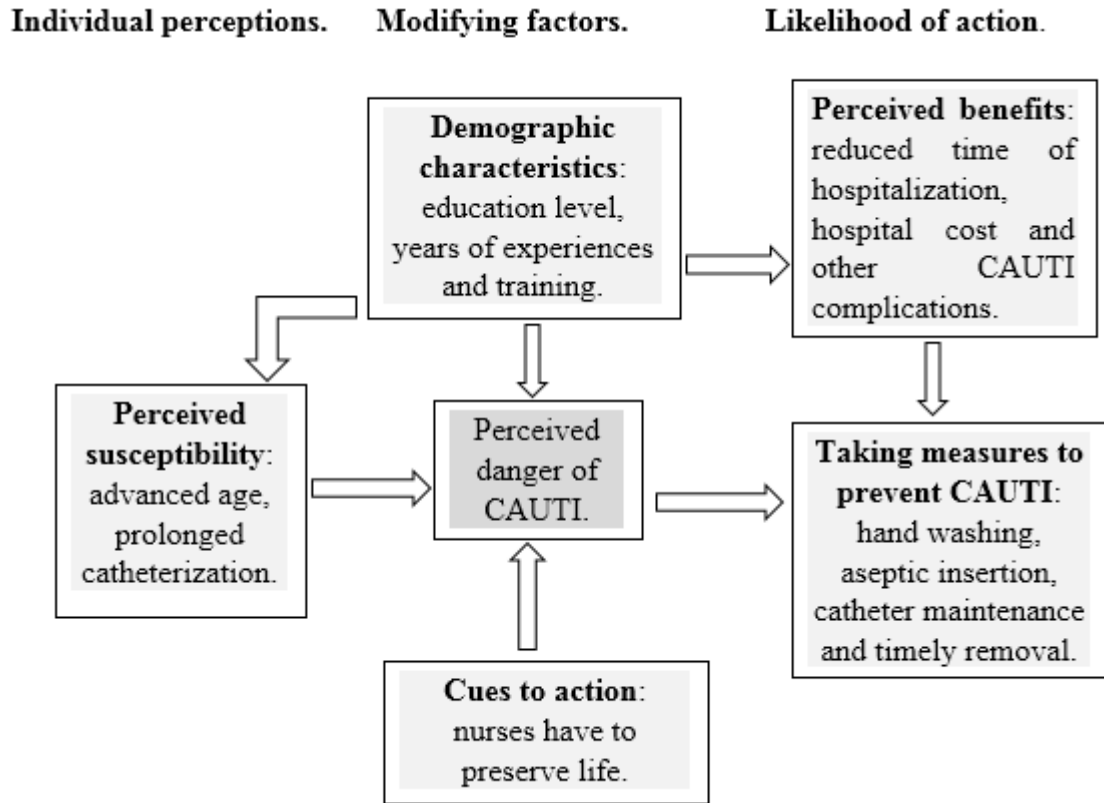 Individual perceptions.
Modifying factors.
Likelihood of action.
Demographic
characteristics:
education level,
years of experiences
and training.
Perceived benefits:
reduced time of
hospitalization,
hospital cost and
other CAUTI
complications.
Perceived
susceptibility:
advanced age,
prolonged
catheterization.
Perceived
danger of
CAUTI.
Taking measures to
prevent CAUTI:
hand washing,
aseptic insertion,
catheter maintenance
and timely removal.
Cues to action:
nurses have to
preserve life.